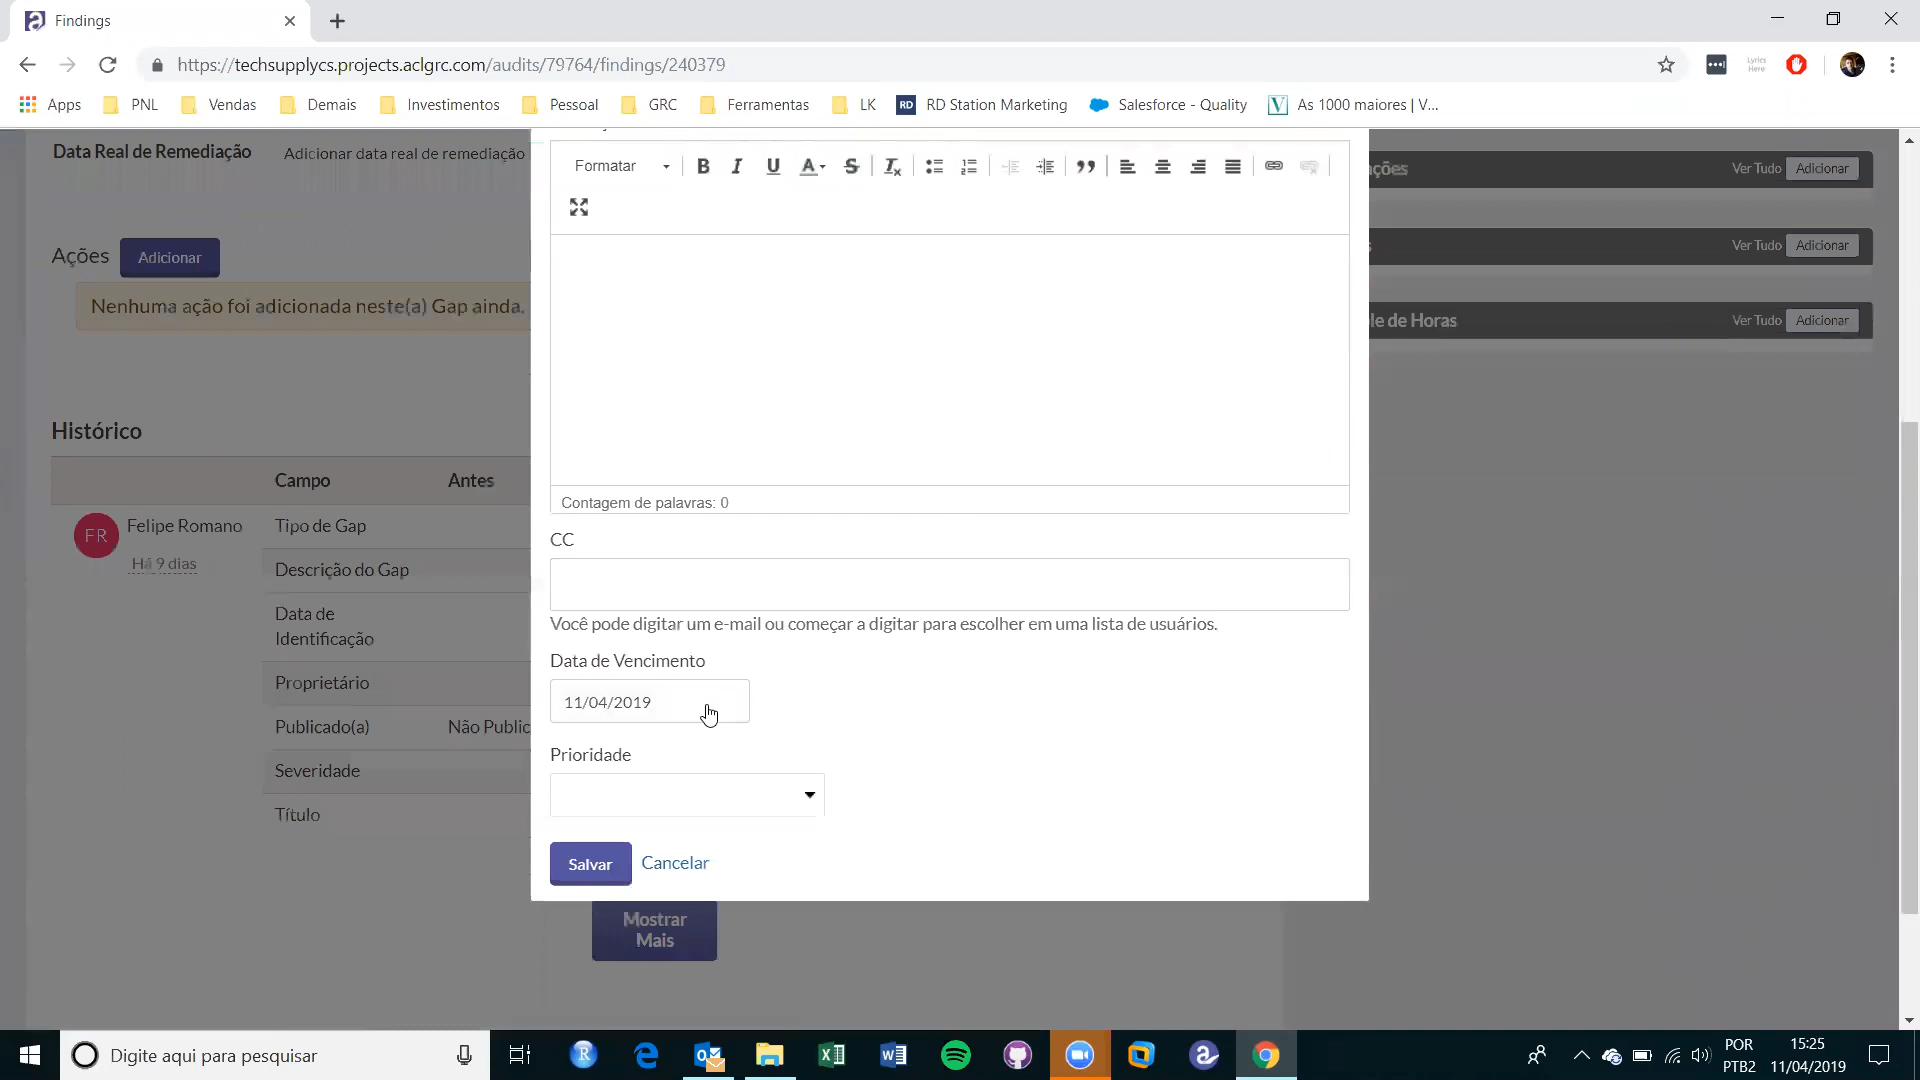 Findings
https://techsupplycs.projects.aclgrc.com/audits/79764/findings/240379
Lyrics Here
Apps PNL Vendas Demais Investimentos Pessoal GRC Ferramentas LK RD RD Station Marketing Salesforce - Quality As 1000 maiores | V...
Data Real de Remediação Adicionar data real de remediação
Formatar
ções Ver Tudo Adicionar
Ações Adicionar
s Ver Tudo Adicionar
Nenhuma ação foi adicionada neste(a) Gap ainda.
le de Horas Ver Tudo Adicionar
Histórico
Campo Antes
FR Felipe Romano Há 9 dias
Tipo de Gap
Descrição do Gap
Data de Identificação
Proprietário
Publicado(a) Não Public
Severidade
Título
Contagem de palavras: 0
CC
Você pode digitar um e-mail ou começar a digitar para escolher em uma lista de usuários.
Data de Vencimento
11/04/2019
Prioridade
Salvar Cancelar
Mostrar
Mais
Digite aqui para pesquisar
POR 15:25
PTB2 11/04/2019